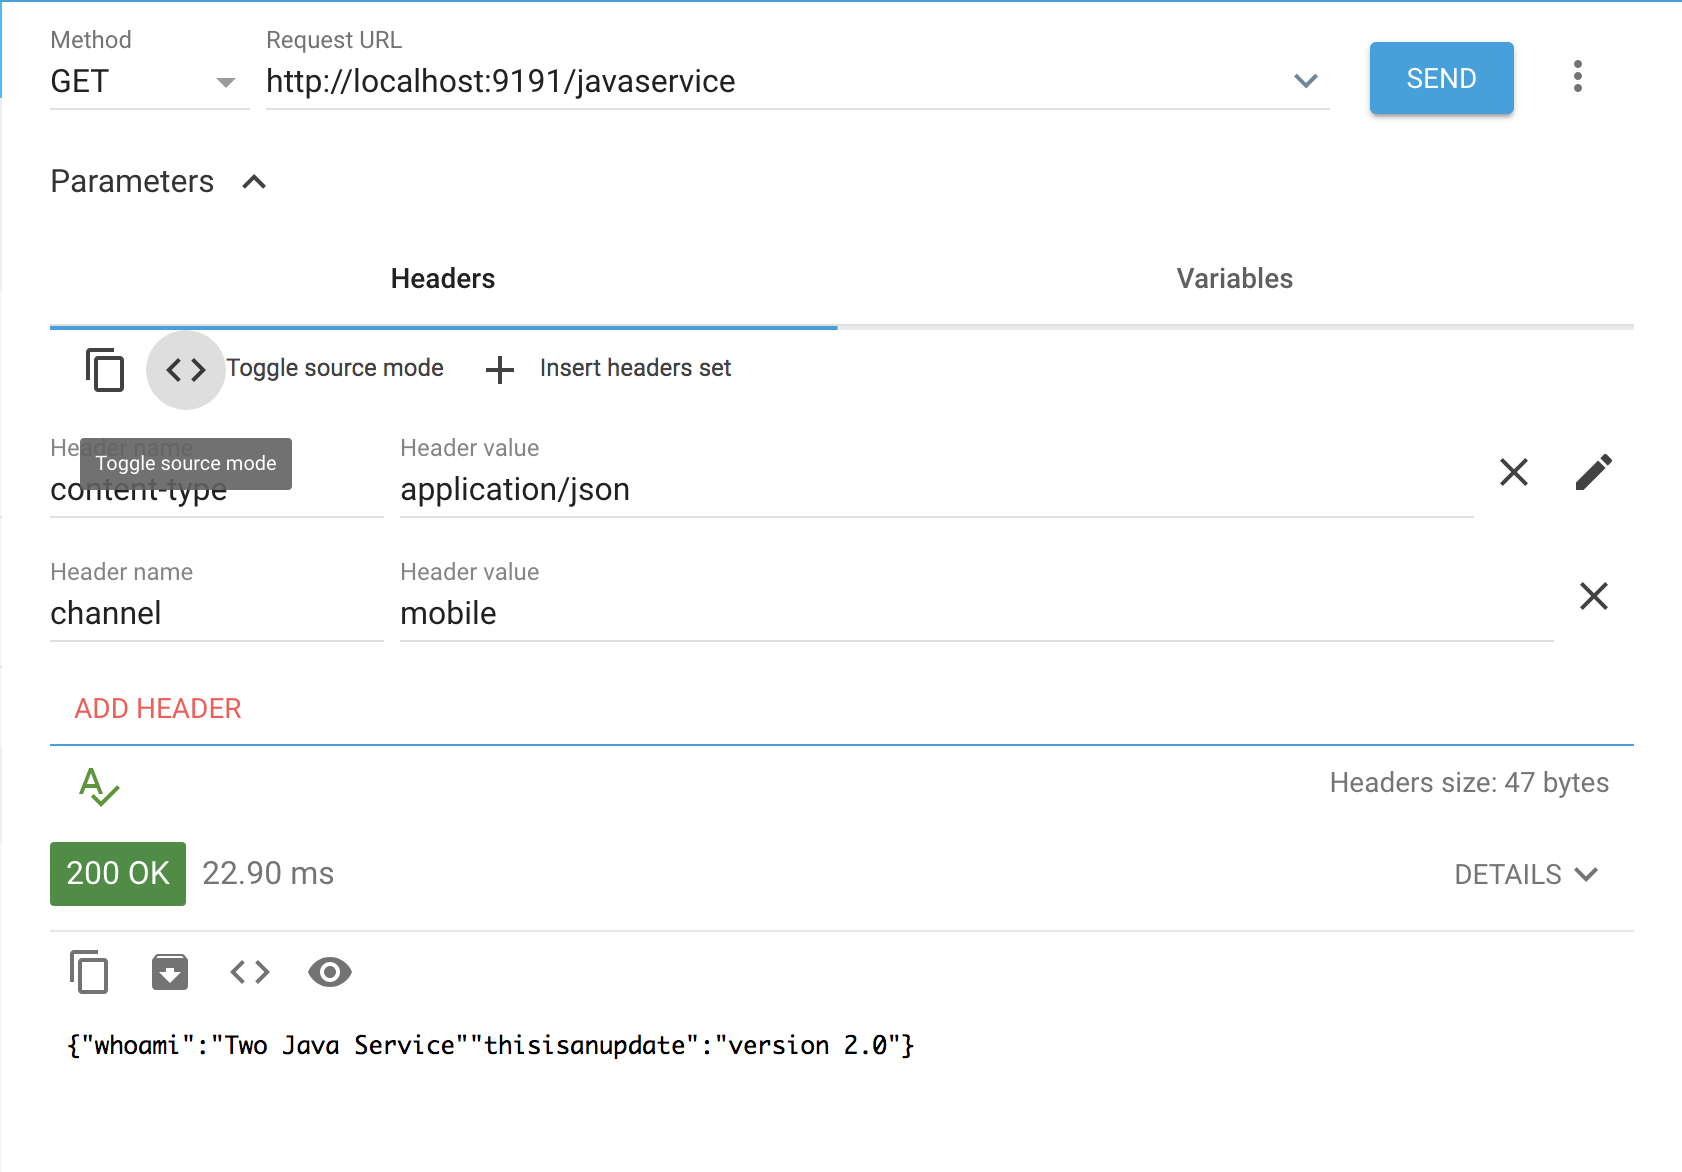 Method
Request URL
GET
http://localhost:9191/javaservice
SEND
Parameters
Headers
Variables
Toggle source mode
Insert headers set
Header name
Header value
Toggle source mode
content-type
application/json
Header name
Header value
channel
mobile
ADD HEADER
Headers size: 47 bytes
200 OK
22.90 ms
DETAILS
{"whoami":"Two Java Service""thisisanupdate":"version 2.0"}